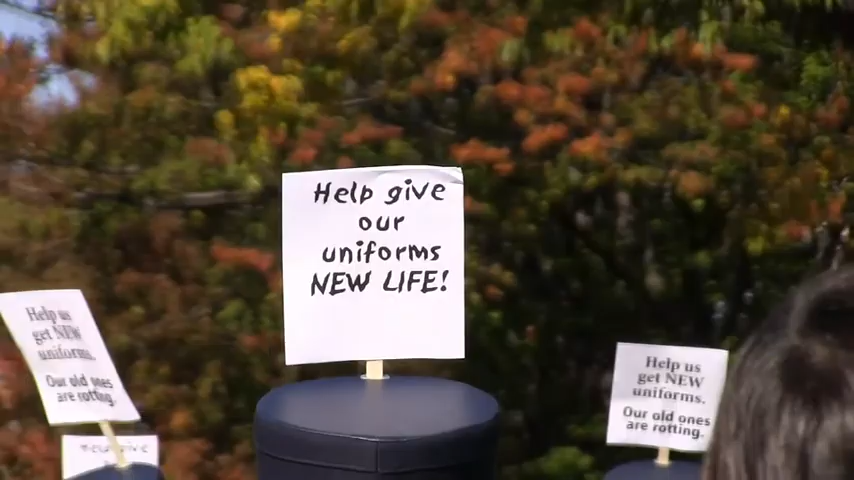 Help give
our
uniforms
NEW LIFE!
Help us
get NEW
uniforms.
Our old ones
are rotting.
Help us
get NEW
uniforms.
Our old ones
are rotting.